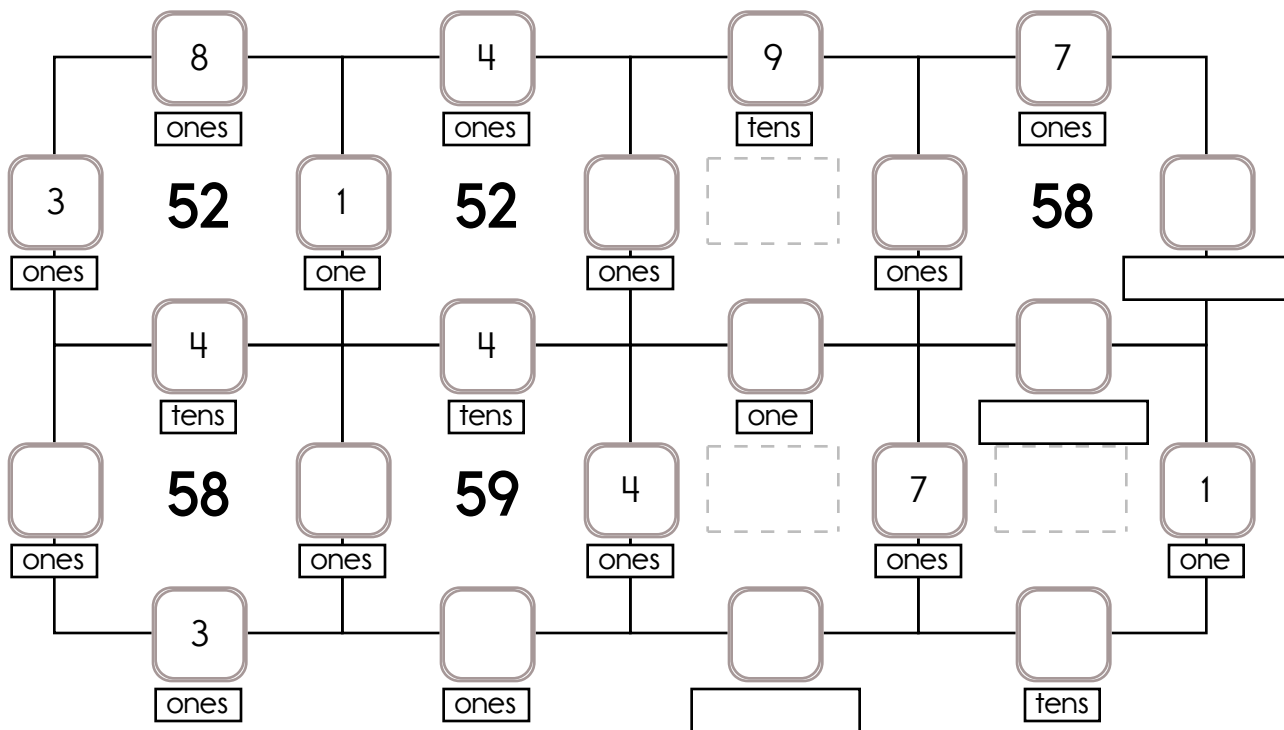 8 4 9 7
ones ones tens ones
3 52 1 52 58
ones one ones ones
4 4
tens tens one
58 59 4 7 1
ones ones ones ones one
3
ones ones tens